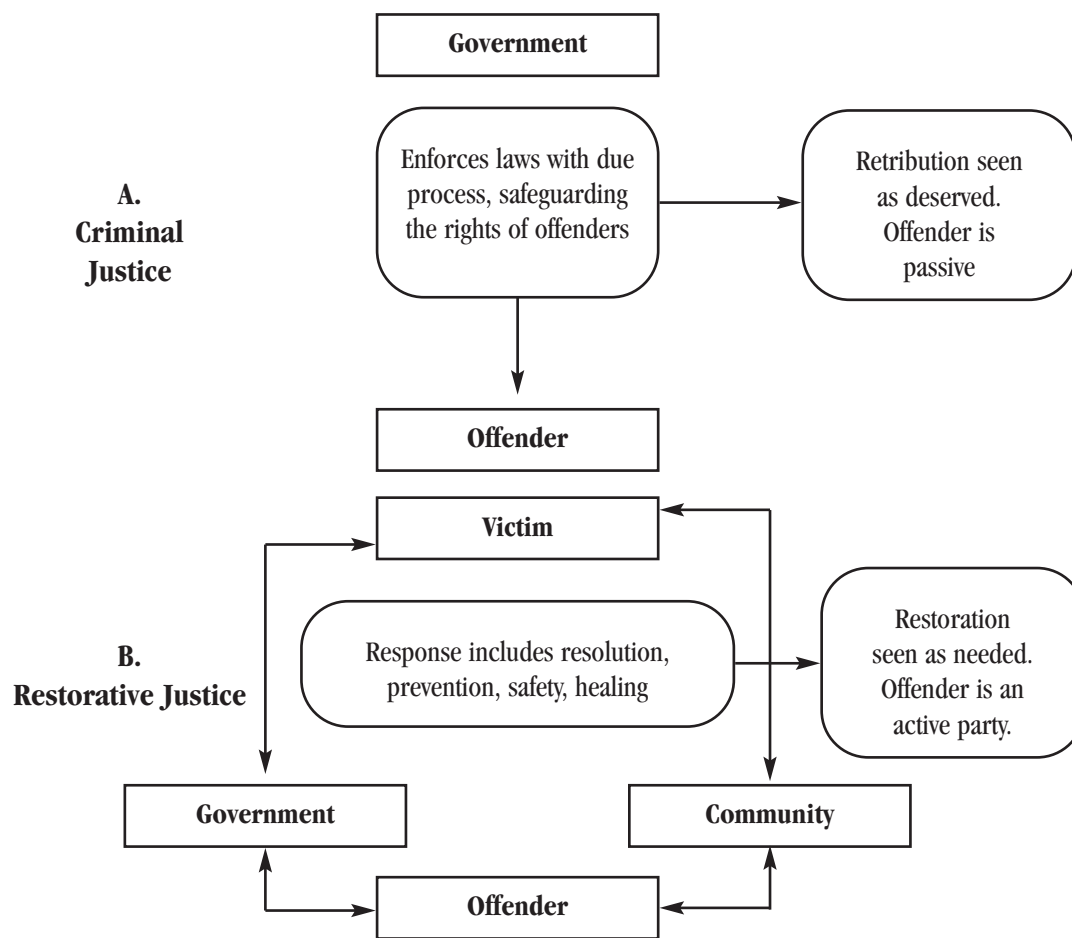 Government
Enforces laws with due
process, safeguarding
the rights of offenders
Retribution seen
as deserved.
Offender is
passive
A.
Criminal
Justice
Offender
Victim
Response includes resolution,
prevention, safety, healing
Restoration
seen as needed.
Offender is an
active party.
B.
Restorative Justice
Government
Community
Offender